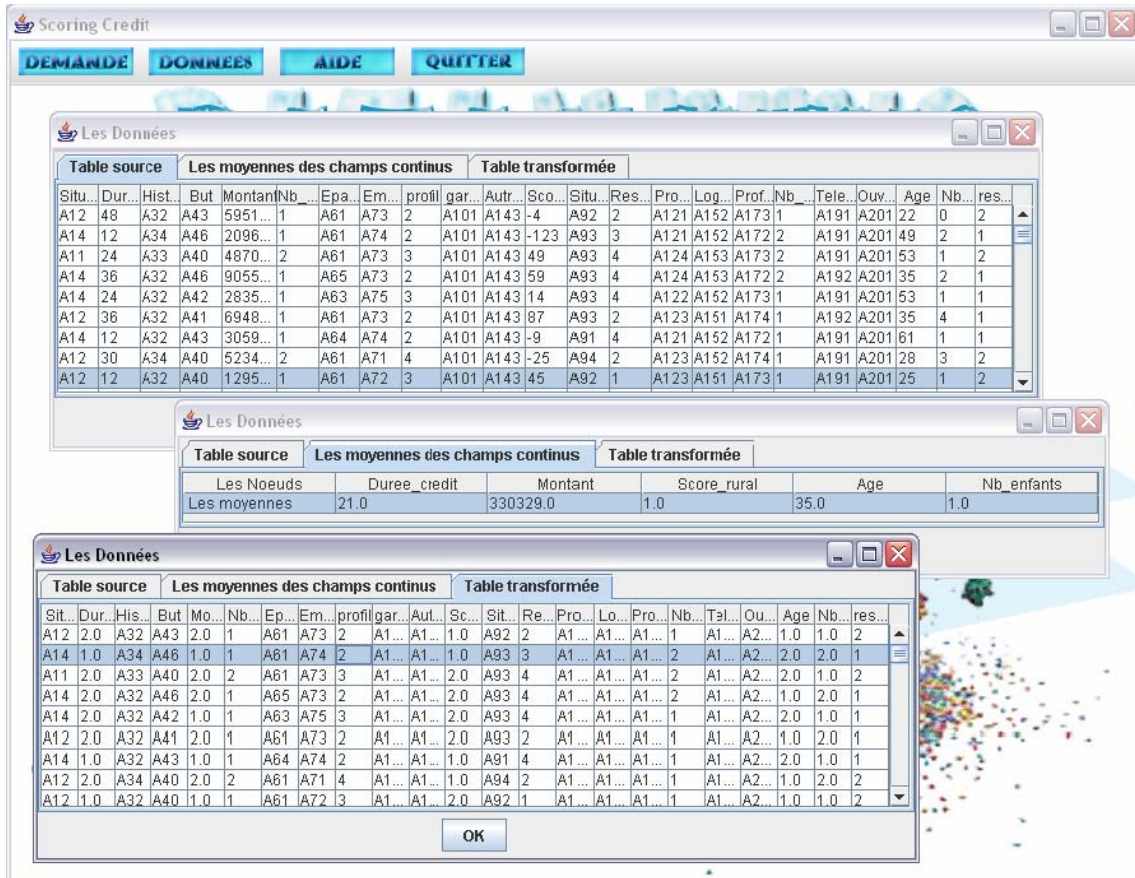 Scoring Credit
DEMANDE DONNEES AIDE QUITTER
Les Données
Table source Les moyennes des champs continus Table transformée
Situ... Dur... Hist... But Montant Nb_... Epa... Em... profil gar... Autr... Sco... Situ... Res... Pro... Log... Prof... Nb_... Tele... Ouv... Age Nb... res...
A12 48 A32 A43 5951... 1 A61 A73 2 A101 A143 -4 A92 2 A121 A152 A173 1 A191 A201 22 0 2
A14 12 A34 A46 2096... 1 A61 A74 2 A101 A143 -123 A93 3 A121 A152 A172 2 A191 A201 49 2 1
A11 24 A33 A40 4870... 2 A61 A73 3 A101 A143 49 A93 4 A124 A153 A173 2 A191 A201 53 1 2
A14 36 A32 A46 9055... 1 A65 A73 2 A101 A143 59 A93 4 A124 A153 A172 2 A192 A201 35 2 1
A14 24 A32 A42 2835... 1 A63 A75 3 A101 A143 14 A93 4 A122 A152 A173 1 A191 A201 53 1 1
A12 36 A32 A41 6948... 1 A61 A73 2 A101 A143 87 A93 2 A123 A151 A174 1 A192 A201 35 4 1
A14 12 A32 A43 3059... 1 A64 A74 2 A101 A143 -9 A91 4 A121 A152 A172 1 A191 A201 61 1 1
A12 30 A34 A40 5234... 2 A61 A71 4 A101 A143 -25 A94 2 A123 A152 A174 1 A191 A201 28 3 2
A12 12 A32 A40 1295... 1 A61 A72 3 A101 A143 45 A92 1 A123 A151 A173 1 A191 A201 25 1 2
Les Données
Table source Les moyennes des champs continus Table transformée
Les Noeuds Duree_credit Montant Score_rural Age Nb_enfants
Les moyennes 21.0 330329.0 1.0 35.0 1.0
Les Données
Table source Les moyennes des champs continus Table transformée
Sit... Dur... His... But Mo... Nb... Ep... Em... profil gar... Aut... Sc... Sit... Re... Pro... Lo... Pro... Nb... Tel... Ou... Age Nb... res...
A12 2.0 A32 A43 2.0 1 A61 A73 2 A1... A1... 1.0 A92 2 A1... A1... A1... 1 A1... A2... 1.0 1.0 2
A14 1.0 A34 A46 1.0 1 A61 A74 2 A1... A1... 1.0 A93 3 A1... A1... A1... 2 A1... A2... 2.0 2.0 1
A11 2.0 A33 A40 2.0 2 A61 A73 3 A1... A1... 2.0 A93 4 A1... A1... A1... 2 A1... A2... 2.0 1.0 2
A14 2.0 A32 A46 2.0 1 A65 A73 2 A1... A1... 2.0 A93 4 A1... A1... A1... 2 A1... A2... 1.0 2.0 1
A14 2.0 A32 A42 1.0 1 A63 A75 3 A1... A1... 2.0 A93 4 A1... A1... A1... 1 A1... A2... 2.0 1.0 1
A12 2.0 A32 A41 2.0 1 A61 A73 2 A1... A1... 2.0 A93 2 A1... A1... A1... 1 A1... A2... 1.0 2.0 1
A14 1.0 A32 A43 1.0 1 A64 A74 2 A1... A1... 1.0 A91 4 A1... A1... A1... 1 A1... A2... 2.0 1.0 1
A12 2.0 A34 A40 2.0 2 A61 A71 4 A1... A1... 1.0 A94 2 A1... A1... A1... 1 A1... A2... 1.0 2.0 2
A12 1.0 A32 A40 1.0 1 A61 A72 3 A1... A1... 2.0 A92 1 A1... A1... A1... 1 A1... A2... 1.0 1.0 2
OK